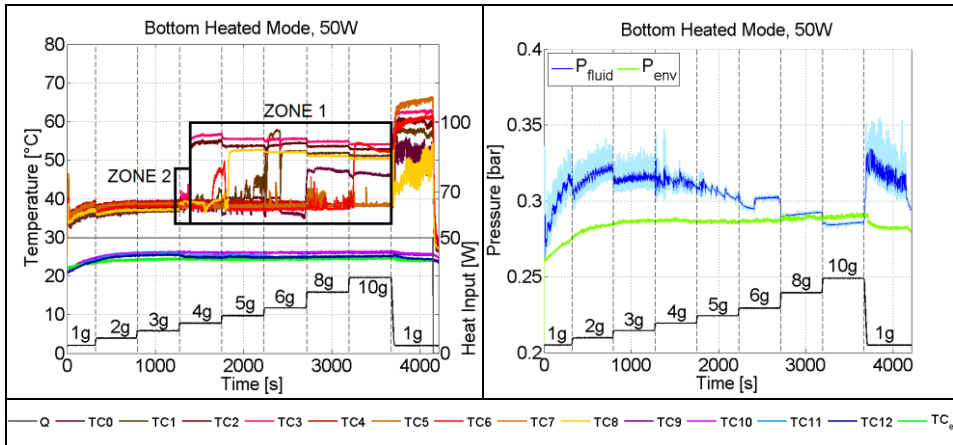 Bottom Heated Mode, 50W
80
70
60
50
40
30
20
10
0
Temperature [°C]
ZONE 1
ZONE 2
100
70
50
0
Heat Input [W]
1g
2g
3g
4g
5g
6g
8g
10g
1g
0
1000
2000
3000
4000
Time [s]
Bottom Heated Mode, 50W
0.4
0.35
0.3
0.25
0.2
Pressure [bar]
P_fluid
P_env
1g
2g
3g
4g
5g
6g
8g
10g
1g
0
1000
2000
3000
4000
Time [s]
Q TC0 TC1 TC2 TC3 TC4 TC5 TC6 TC7 TC8 TC9 TC10 TC11 TC12 TC_e